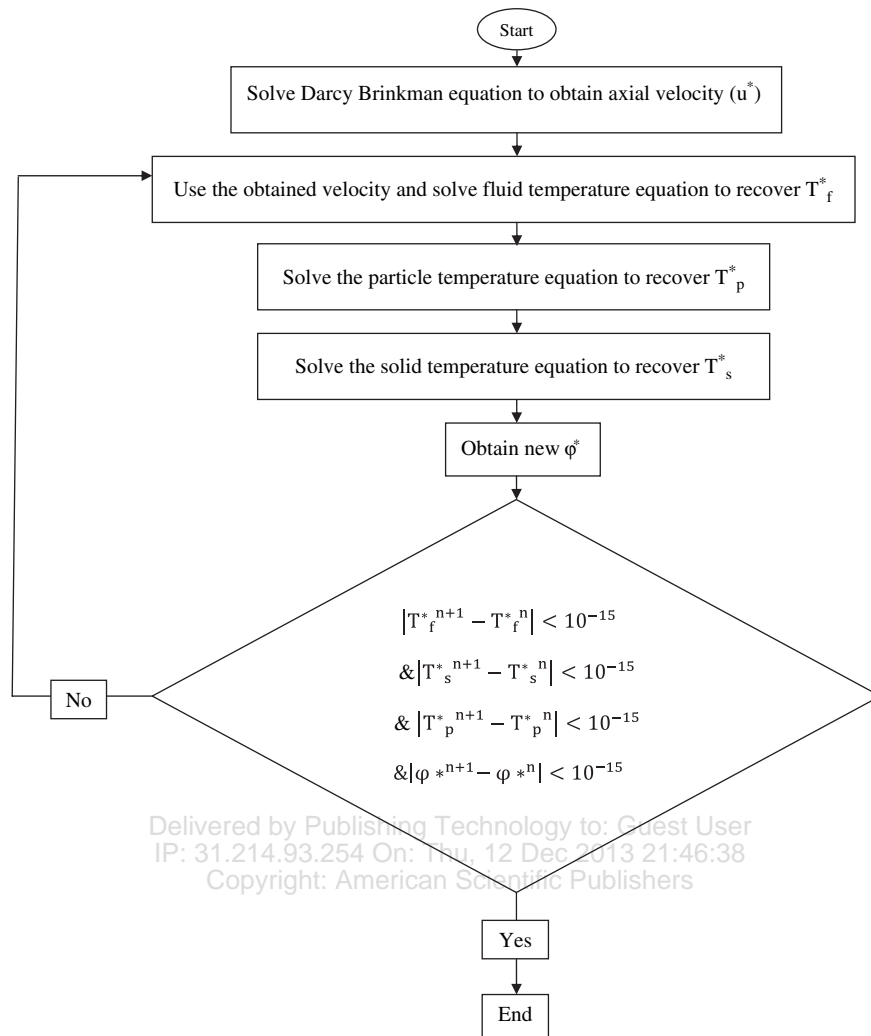 Start
Solve Darcy Brinkman equation to obtain axial velocity (u*)
Use the obtained velocity and solve fluid temperature equation to recover T*f
Solve the particle temperature equation to recover T*p
Solve the solid temperature equation to recover T*s
Obtain new φ*
|T*f^n+1 − T*f^n| < 10^−15
&|T*s^n+1 − T*s^n| < 10^−15
& |T*p^n+1 − T*p^n| < 10^−15
&|φ *^n+1 − φ *^n| < 10^−15
No
Delivered by Publishing Technology to: Guest User
IP: 31.214.93.254 On: Thu, 12 Dec 2013 21:46:38
Copyright: American Scientific Publishers
Yes
End